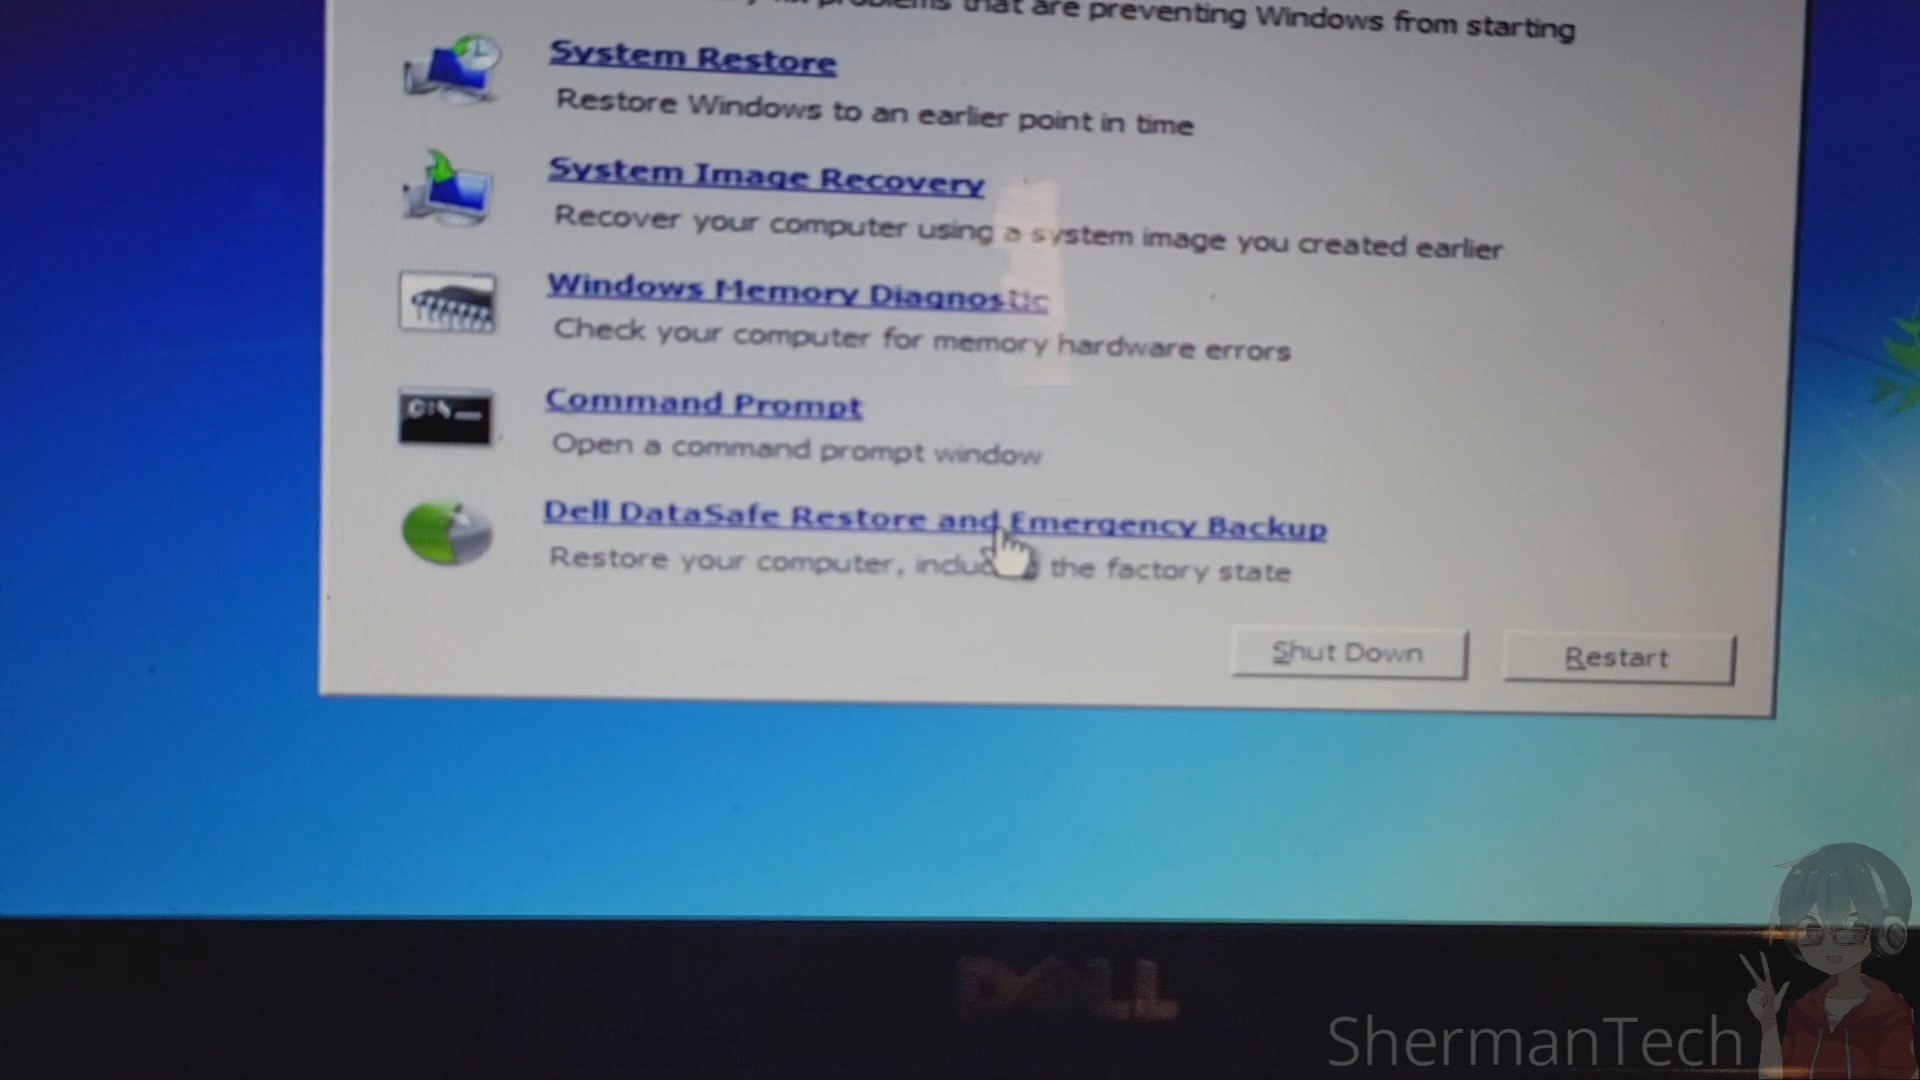 problems that are preventing Windows from starting
System Restore
Restore Windows to an earlier point in time
System Image Recovery
Recover your computer using a system image you created earlier
Windows Memory Diagnostic
Check your computer for memory hardware errors
C:\_
Command Prompt
Open a command prompt window
Dell DataSafe Restore and Emergency Backup
Restore your computer, the factory state
Shut Down
Restart
DELL
ShermanTech